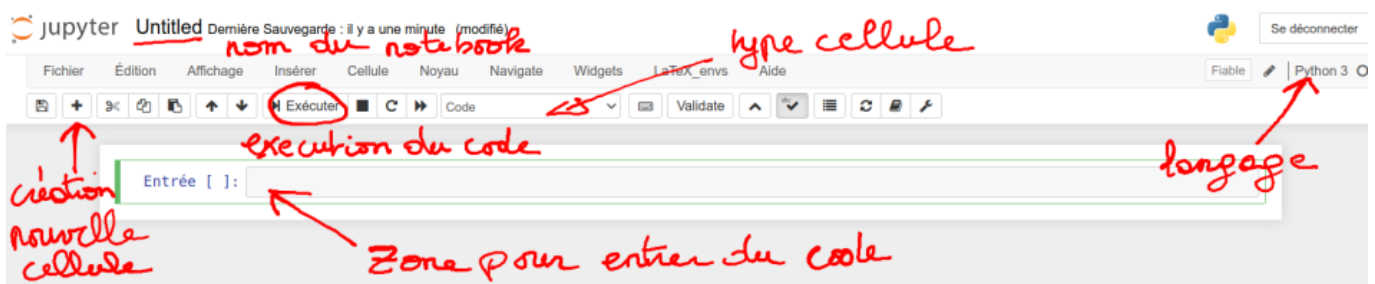 jupyter Untitled Dernière Sauvegarde : il y a une minute (modifié) Se déconnecter
nom du notebook
type cellule
Fichier Édition Affichage Insérer Cellule Noyau Navigate Widgets LaTeX_envs Aide Fiable Python 3
Exécuter Code Validate
execution du code
langage
Entrée [ ]:
création
nouvelle
cellule
Zone pour entrer du code